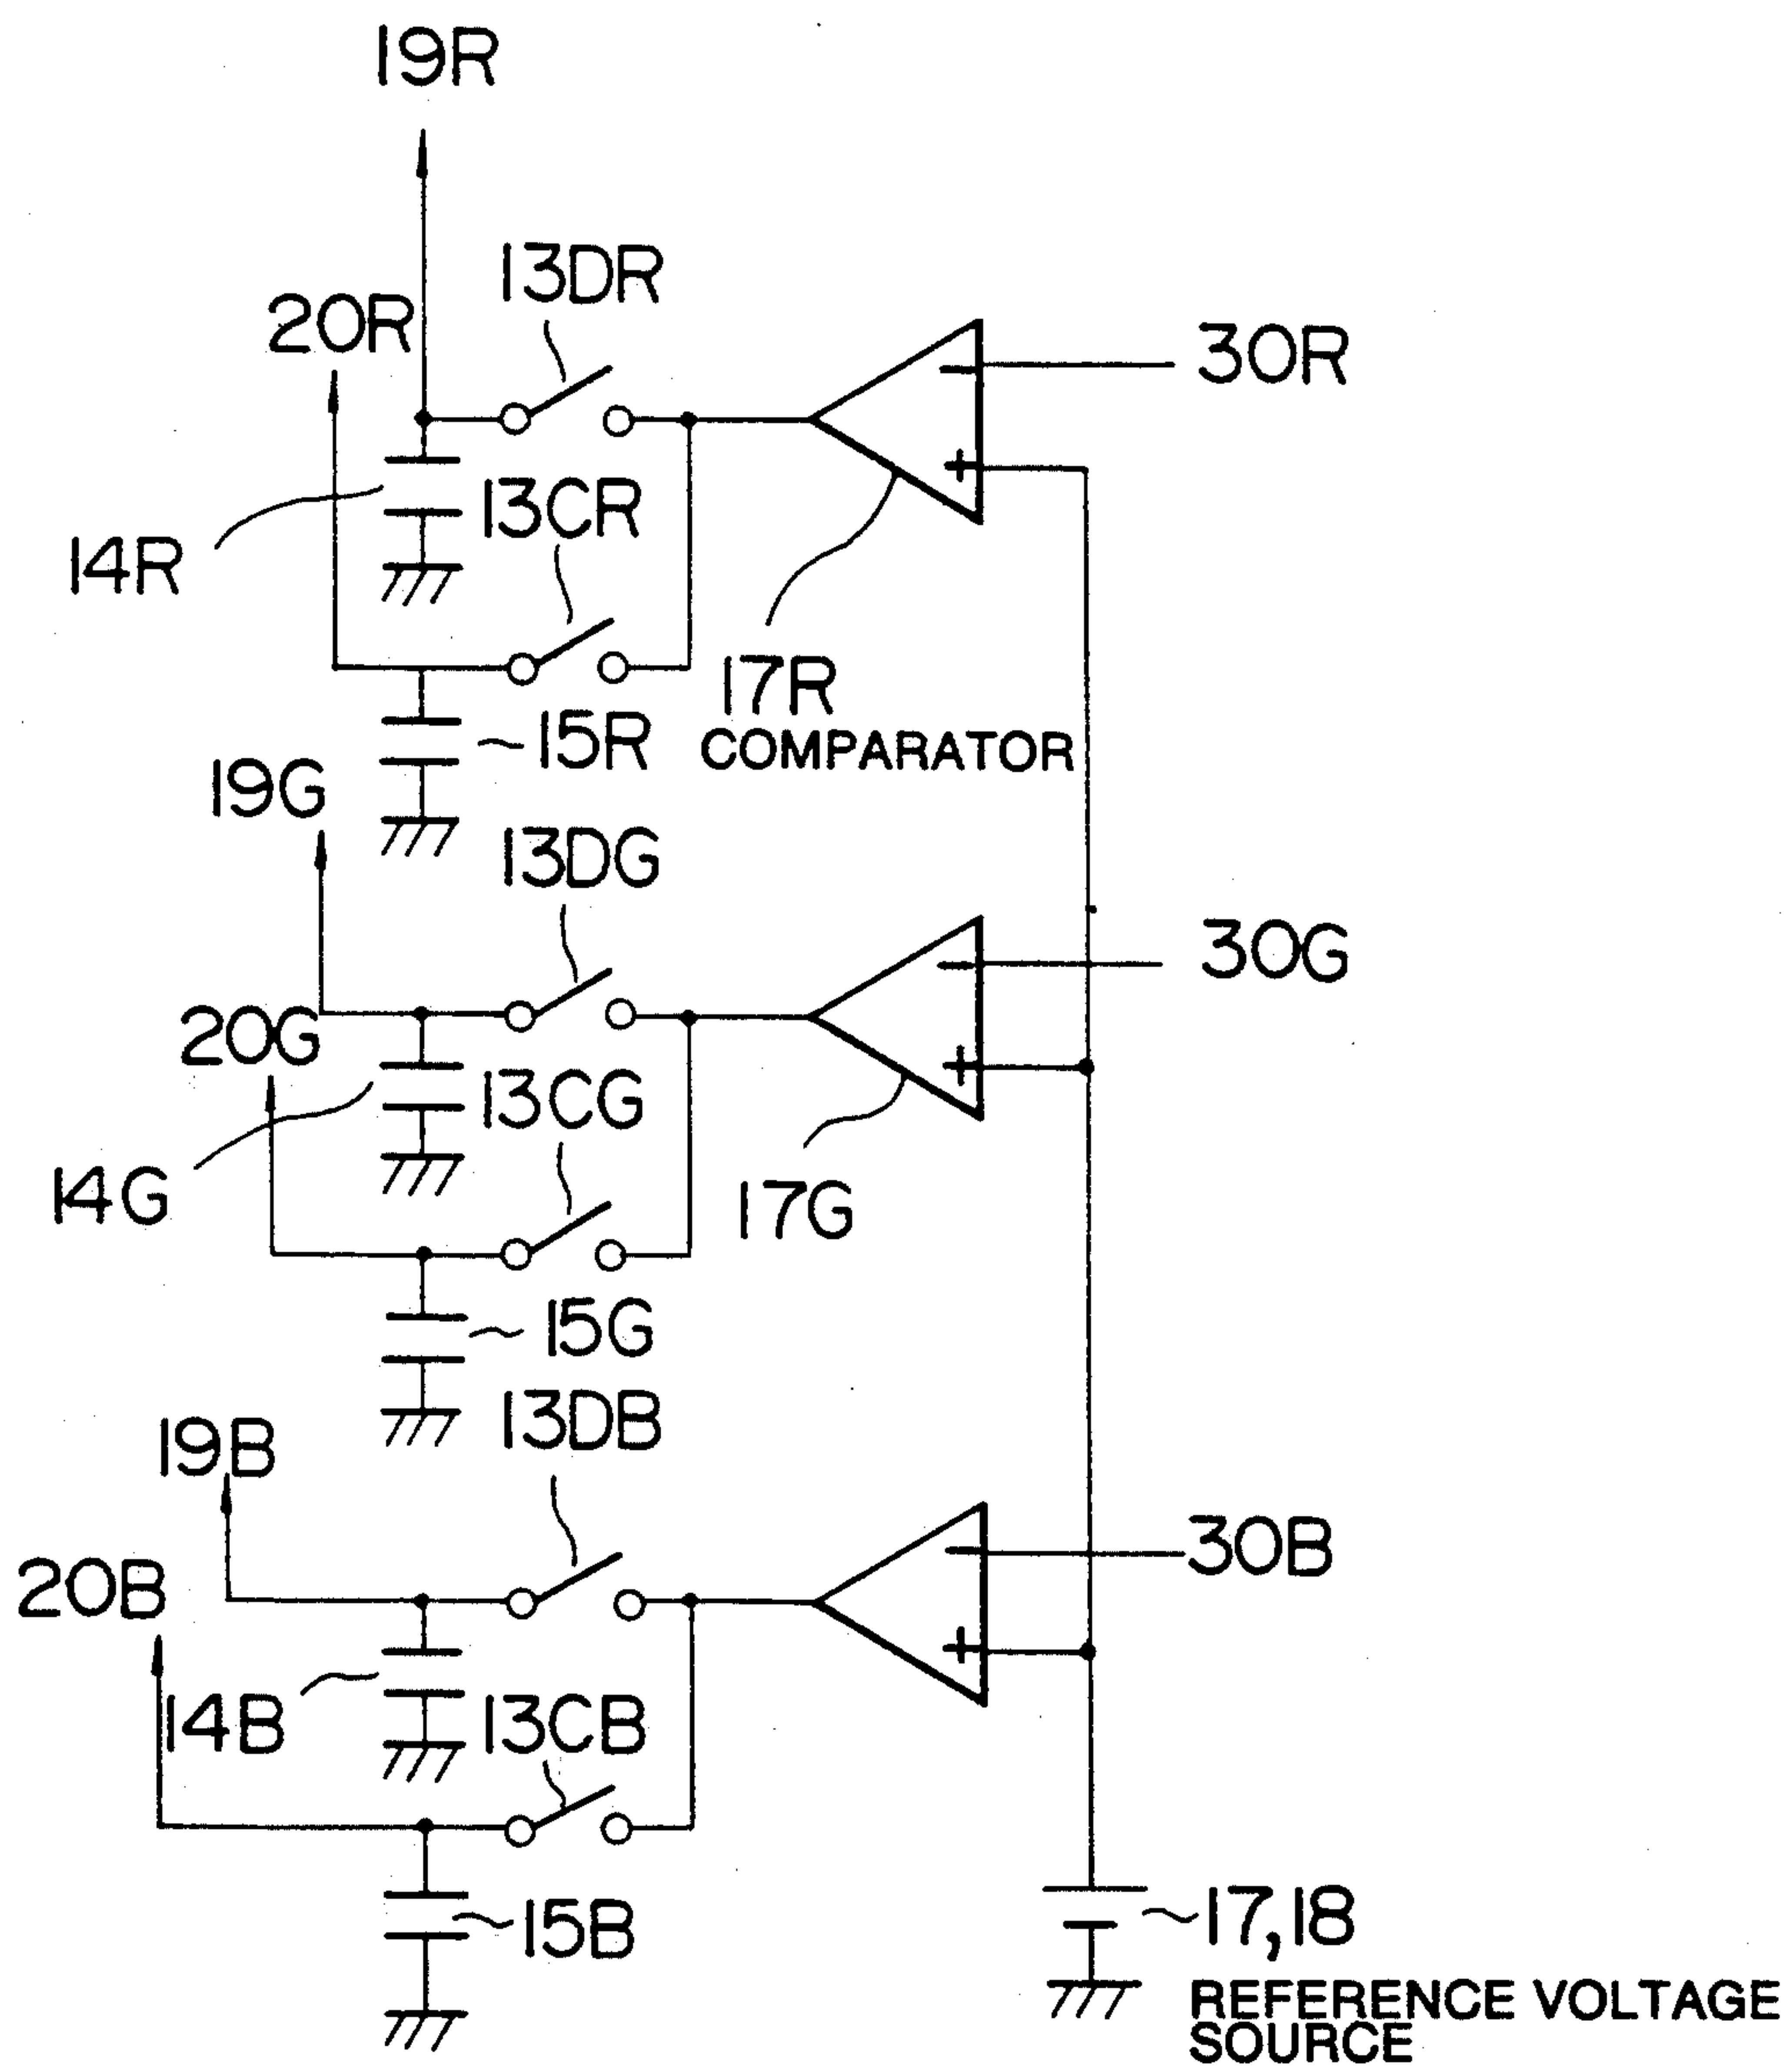 19R
13DR
20R
30R
13CR
14R
17R
COMPARATOR
15R
19G
13DG
30G
20G
13CG
14G
17G
15G
13DB
19B
30B
20B
14B
13CB
15B
17,18
REFERENCE VOLTAGE
SOURCE